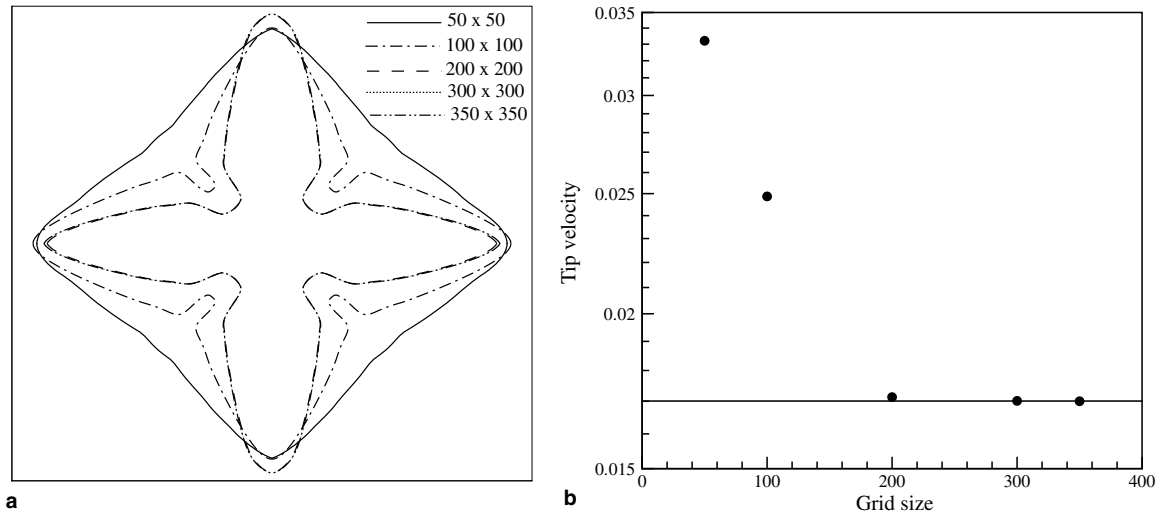 50 x 50
100 x 100
200 x 200
300 x 300
350 x 350
a
0.035
0.03
0.025
0.02
0.015
Tip velocity
0
100
200
300
400
Grid size
b